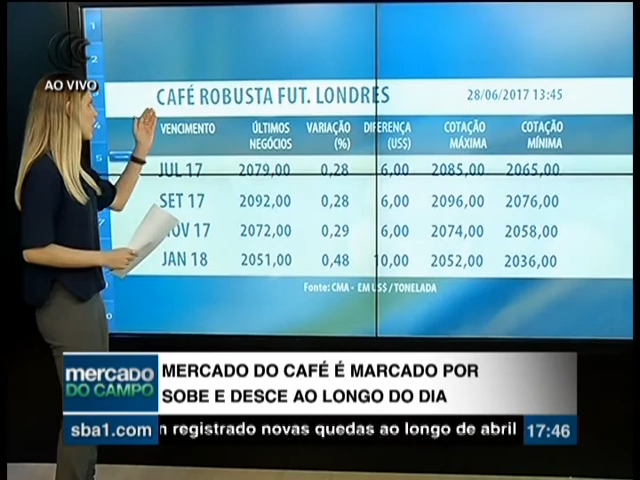 AO VIVO
1
2
CAFÉ ROBUSTA FUT. LONDRES
28/06/2017 13:45
VENCIMENTO ÚLTIMOS NEGÓCIOS VARIAÇÃO (%) DIFERENÇA (US$) COTAÇÃO MÁXIMA COTAÇÃO MÍNIMA
JUL 17 2079,00 0,28 6,00 2085,00 2065,00
SET 17 2092,00 0,28 6,00 2096,00 2076,00
NOV 17 2072,00 0,29 6,00 2074,00 2058,00
JAN 18 2051,00 0,48 10,00 2052,00 2036,00
Fonte: CMA - EM US$ / TONELADA
mercado
DO CAMPO
MERCADO DO CAFÉ É MARCADO POR
SOBE E DESCE AO LONGO DO DIA
sba1.com m registrado novas quedas ao longo de abril 17:46